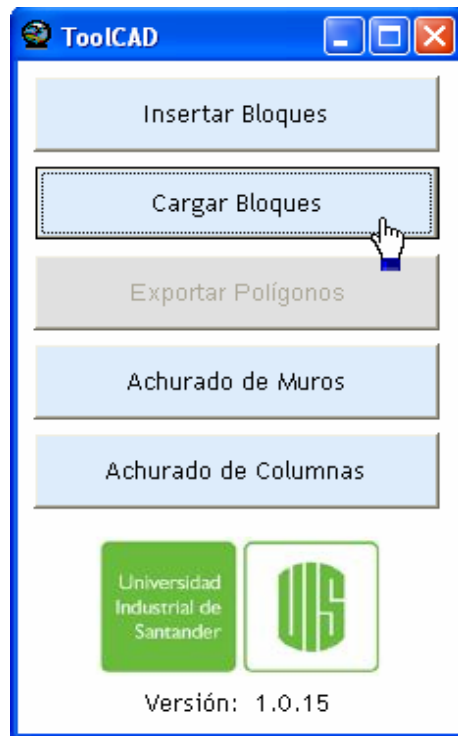 ToolCAD
Insertar Bloques
Cargar Bloques
Exportar Polígonos
Achurado de Muros
Achurado de Columnas
Universidad
Industrial de
Santander
UIS
Versión: 1.0.15